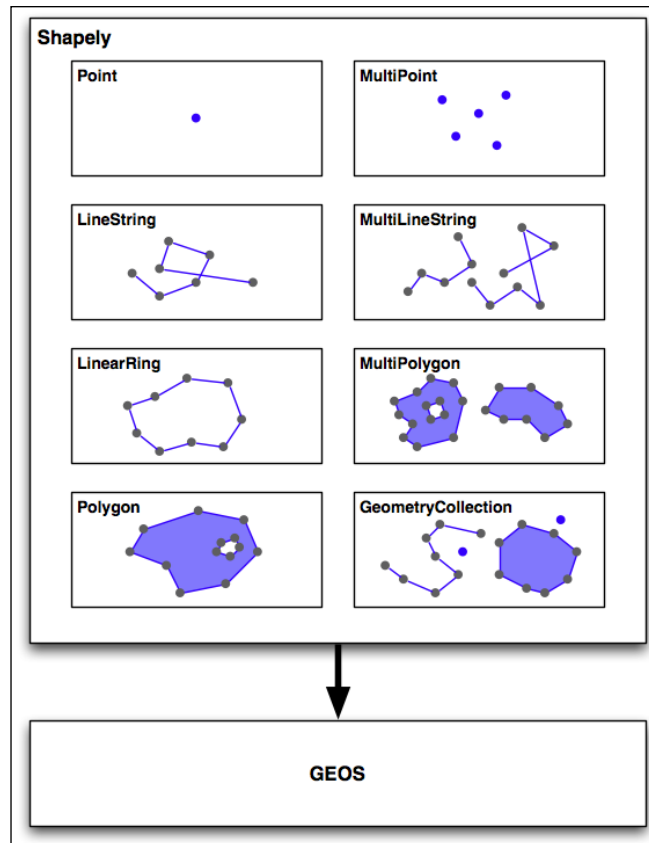 Shapely
Point
MultiPoint
LineString
MultiLineString
LinearRing
MultiPolygon
Polygon
GeometryCollection
GEOS